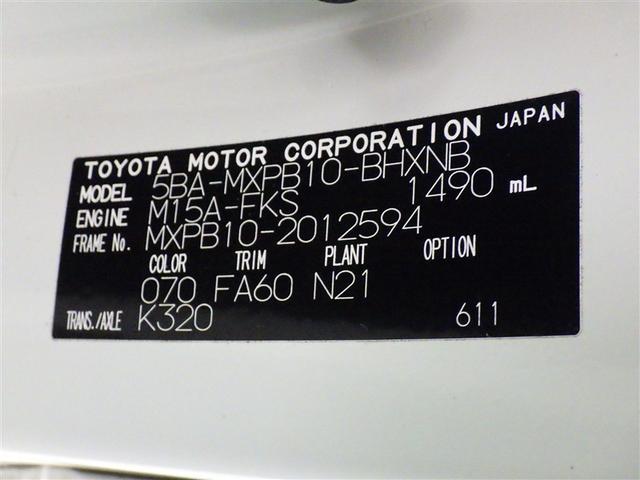 TOYOTA MOTOR CORPORATION JAPAN
MODEL 5BA-MXPB10-BHXNB
ENGINE M15A-FKS 1490 mL
FRAME No. MXPB10-2012594
COLOR TRIM PLANT OPTION
070 FA60 N21
TRANS./AXLE K320 611